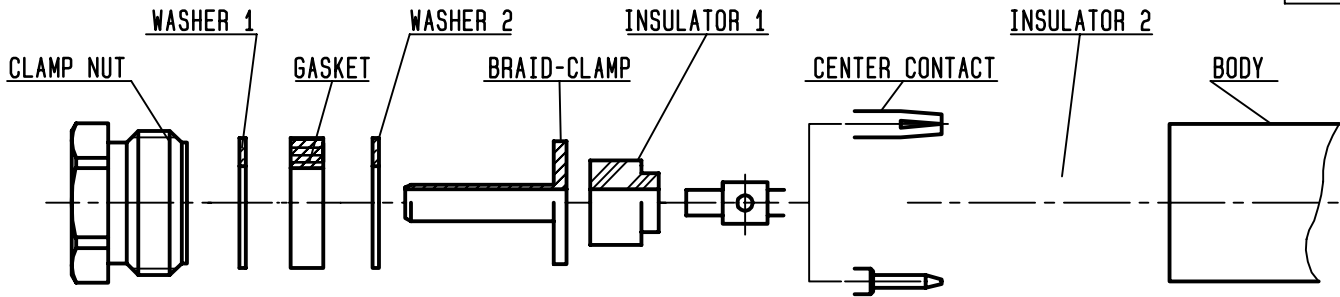 WASHER 1
WASHER 2
INSULATOR 1
INSULATOR 2
CLAMP NUT
GASKET
BRAID-CLAMP
CENTER CONTACT
BODY